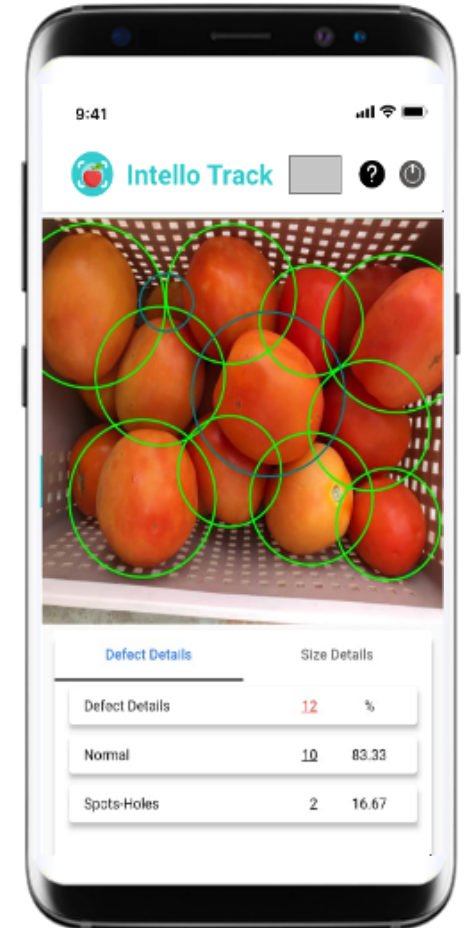 9:41
Intello Track ?
Defect Details Size Details
Defect Details 12 %
Normal 10 83.33
Spots-Holes 2 16.67